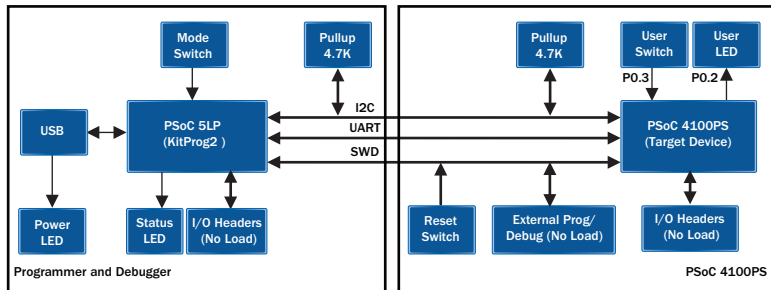 Mode
Switch
Pullup
4.7K
Pullup
4.7K
User
Switch
User
LED
P0.3
P0.2
I2C
UART
SWD
USB
PSoC 5LP
(KitProg2 )
PSoC 4100PS
(Target Device)
Power
LED
Status
LED
I/O Headers
(No Load)
Reset
Switch
External Prog/
Debug (No Load)
I/O Headers
(No Load)
Programmer and Debugger
PSoC 4100PS